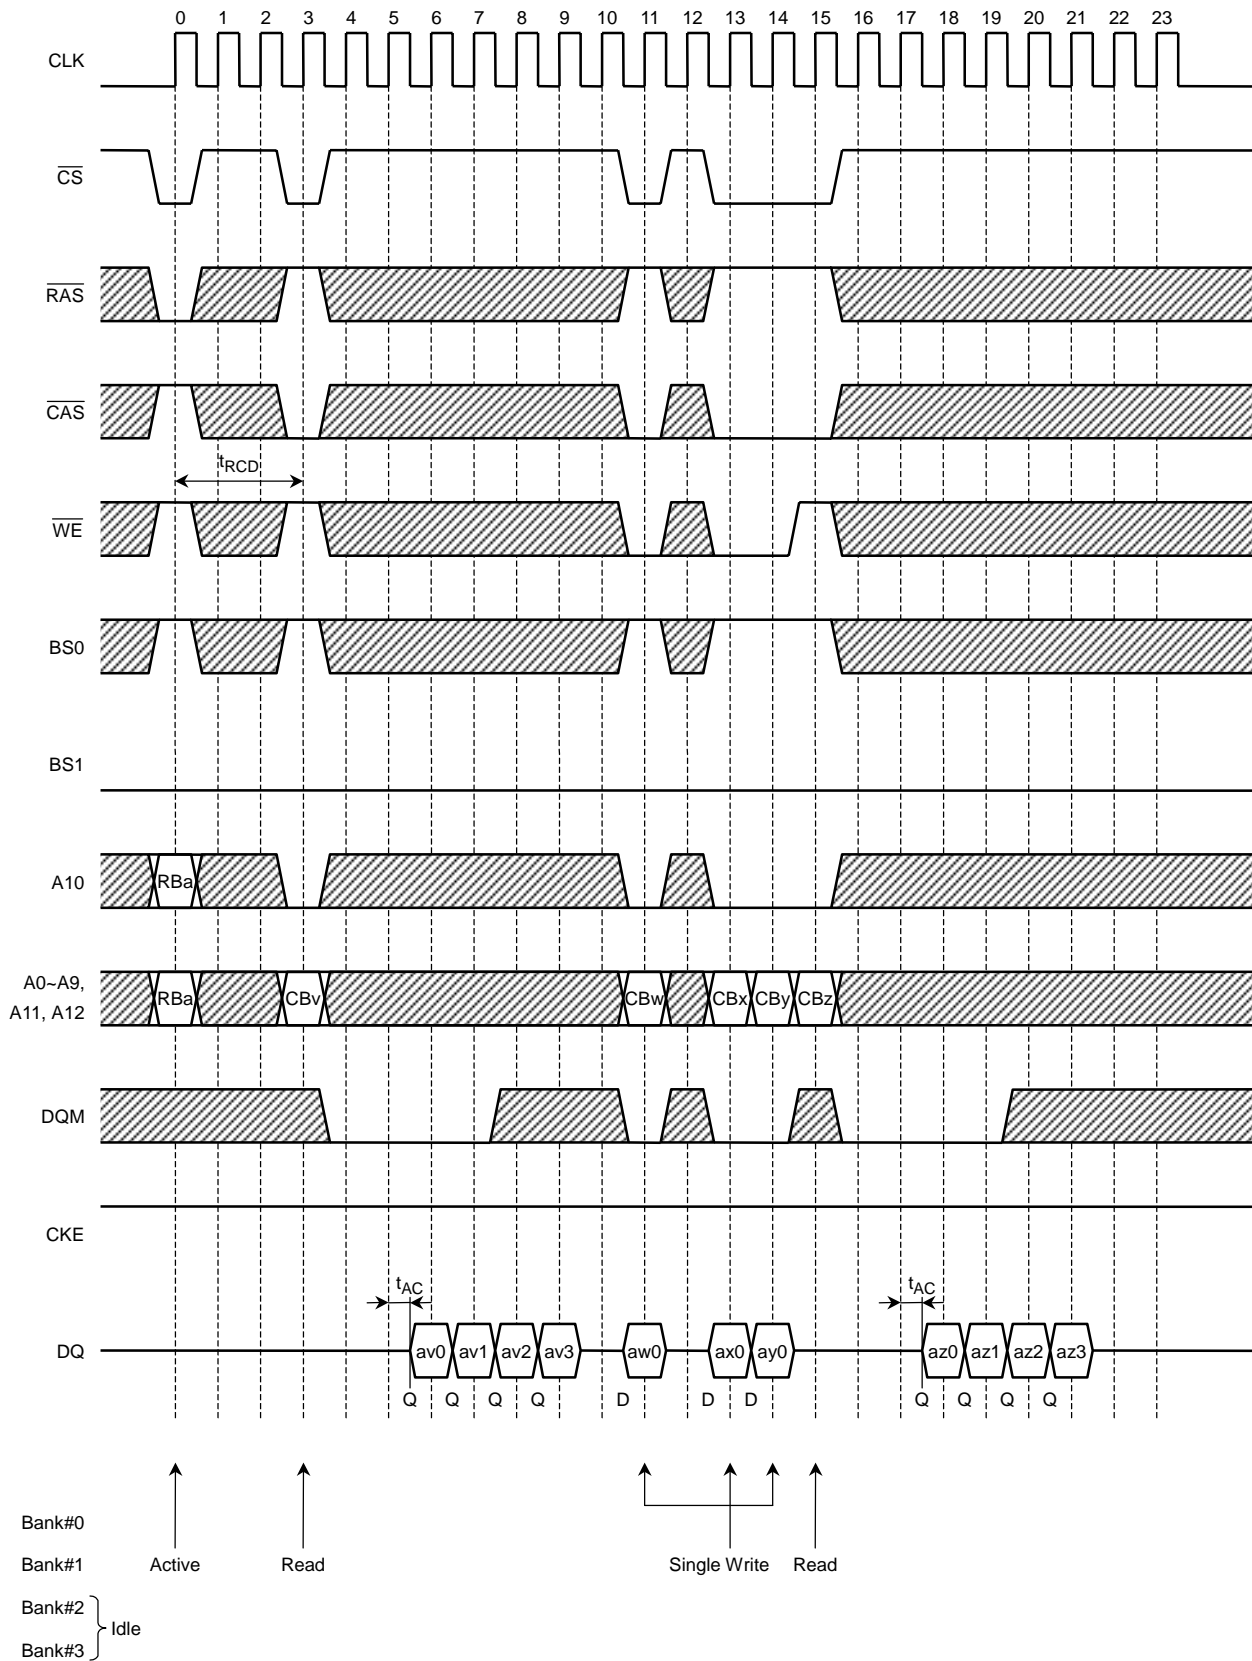 0 1 2 3 4 5 6 7 8 9 10 11 12 13 14 15 16 17 18 19 20 21 22 23
CLK
CS
RAS
CAS
tRCD
WE
BS0
BS1
A10 RBa
A0~A9, A11, A12 RBa CBv CBw CBx CBy CBz
DQM
CKE
tAC tAC
DQ av0 av1 av2 av3 aw0 ax0 ay0 az0 az1 az2 az3
Q Q Q Q D D D Q Q Q Q
Bank#0
Bank#1 Active Read Single Write Read
Bank#2
Idle
Bank#3